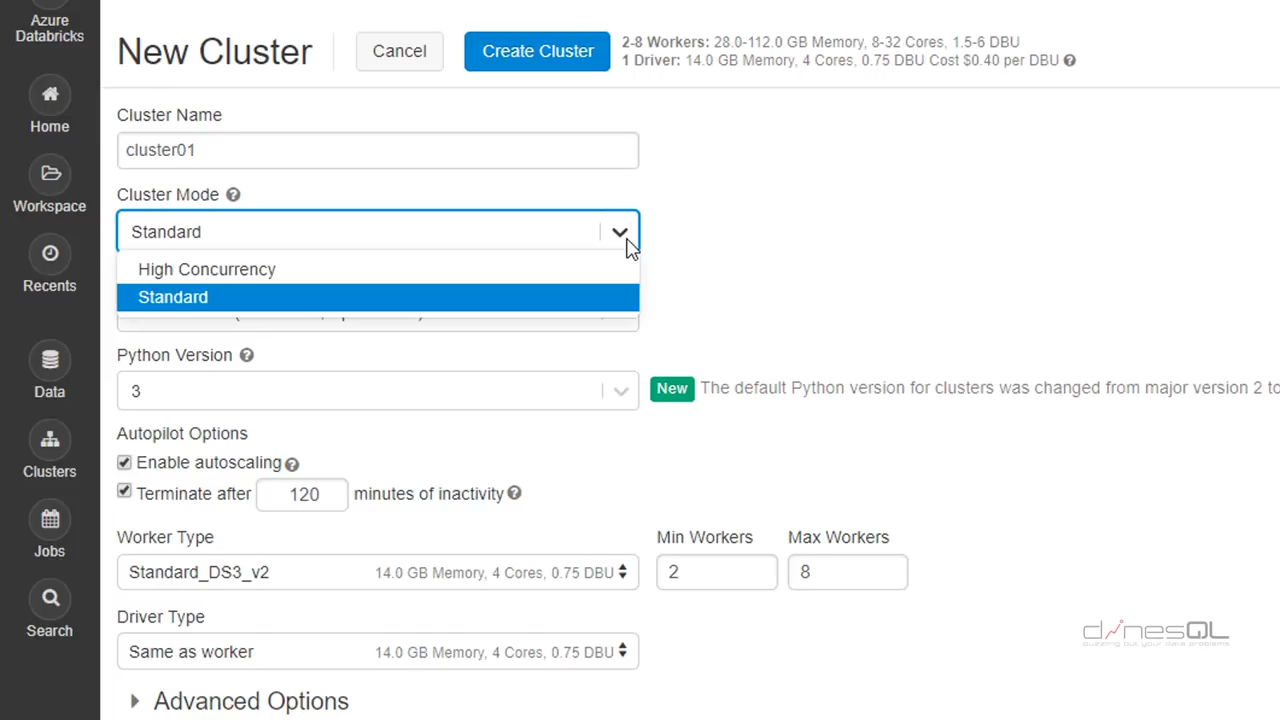 Azure
Databricks
Home
Workspace
Recents
Data
Clusters
Jobs
Search
New Cluster
Cancel
Create Cluster
2-8 Workers: 28.0-112.0 GB Memory, 8-32 Cores, 1.5-6 DBU
1 Driver: 14.0 GB Memory, 4 Cores, 0.75 DBU Cost $0.40 per DBU
Cluster Name
cluster01
Cluster Mode
Standard
High Concurrency
Standard
Python Version
3
New The default Python version for clusters was changed from major version 2 to
Autopilot Options
Enable autoscaling
Terminate after 120 minutes of inactivity
Worker Type
Min Workers
Max Workers
Standard_DS3_v2 14.0 GB Memory, 4 Cores, 0.75 DBU
2
8
Driver Type
Same as worker 14.0 GB Memory, 4 Cores, 0.75 DBU
Advanced Options
buzzing out your data problems